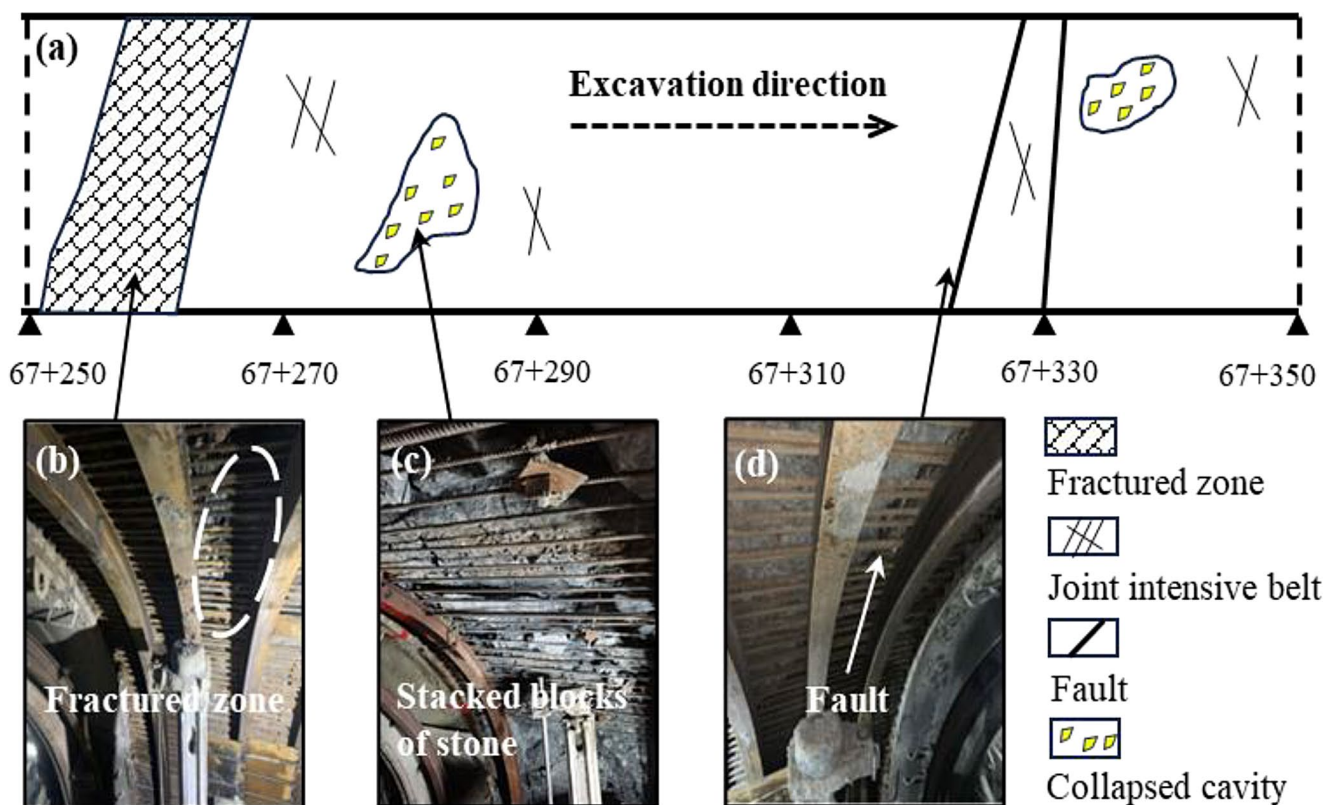 (a)
Excavation direction
67+250
67+270
67+290
67+310
67+330
67+350
(b)
Fractured zone
(c)
Stacked blocks
of stone
(d)
Fault
Fractured zone
Joint intensive belt
Fault
Collapsed cavity